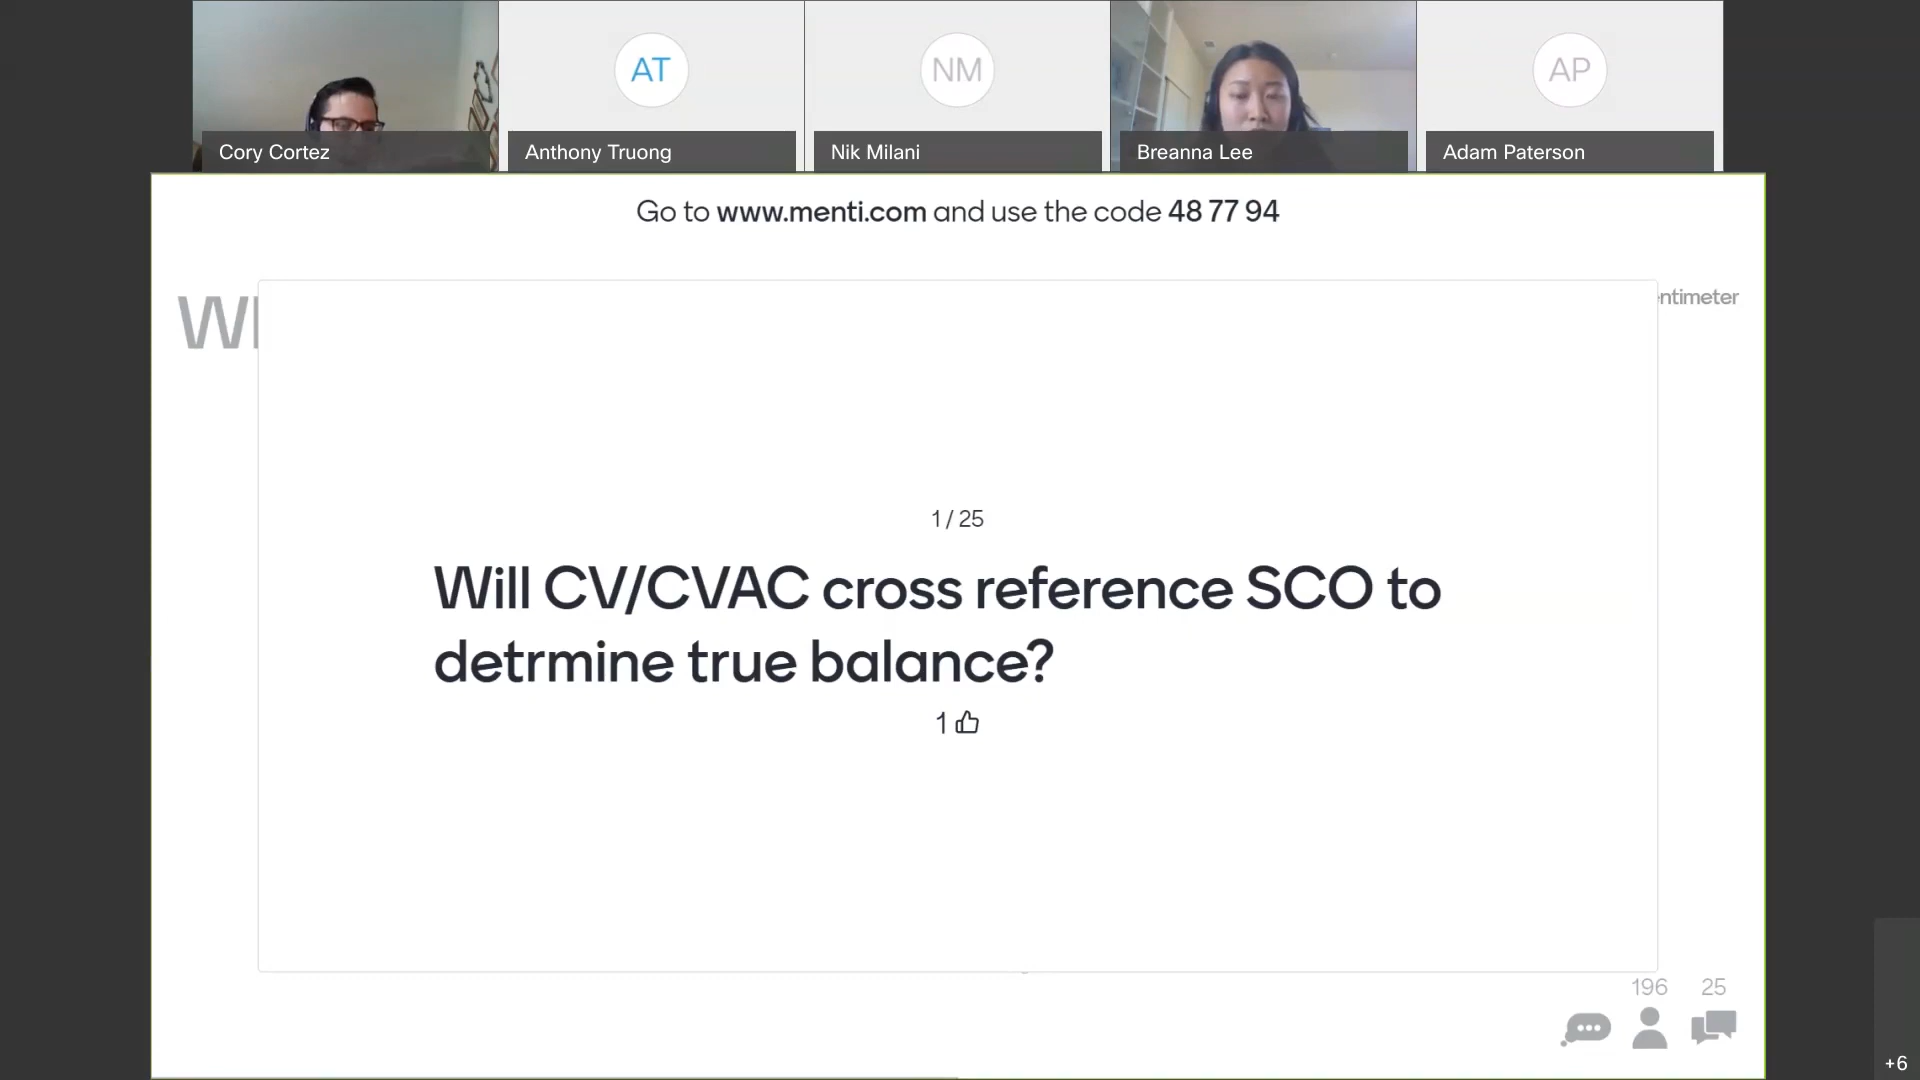 AT
NM
AP
Cory Cortez
Anthony Truong
Nik Milani
Breanna Lee
Adam Paterson
Go to www.menti.com and use the code 48 77 94
ntimeter
1 / 25
Will CV/CVAC cross reference SCO to
detrmine true balance?
1
196
25
+6